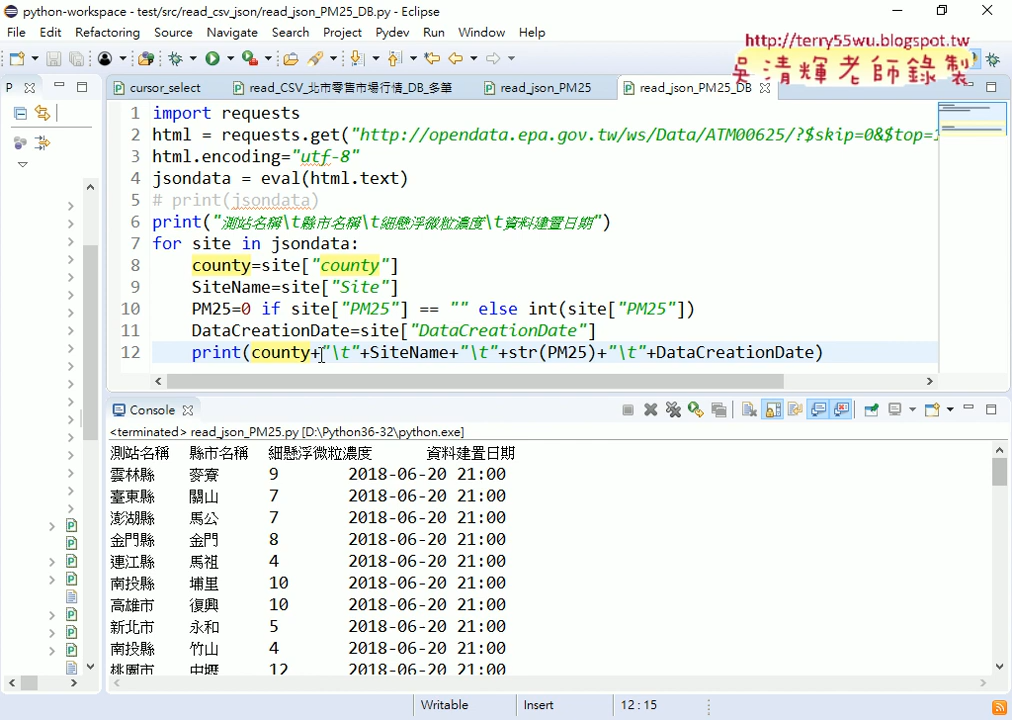 python-workspace - test/src/read_csv_json/read_json_PM25_DB.py - Eclipse
File Edit Refactoring Source Navigate Search Project Pydev Run Window Help
http://terry55wu.blogspot.tw
吳清輝老師錄製
P
cursor_select
read_CSV_北市零售市場行情_DB_多筆
read_json_PM25
read_json_PM25_DB
1 import requests
2 html = requests.get("http://opendata.epa.gov.tw/ws/Data/ATM00625/?$skip=0&$top=
3 html.encoding="utf-8"
4 jsondata = eval(html.text)
5 # print(jsondata)
6 print("測站名稱\t縣市名稱\t細懸浮微粒濃度\t資料建置日期")
7 for site in jsondata:
8 county=site["county"]
9 SiteName=site["Site"]
10 PM25=0 if site["PM25"] == "" else int(site["PM25"])
11 DataCreationDate=site["DataCreationDate"]
12 print(county+"\t"+SiteName+"\t"+str(PM25)+"\t"+DataCreationDate)
Console
<terminated> read_json_PM25.py [D:\Python36-32\python.exe]
測站名稱 縣市名稱 細懸浮微粒濃度 資料建置日期
雲林縣 麥寮 9 2018-06-20 21:00
臺東縣 關山 7 2018-06-20 21:00
澎湖縣 馬公 7 2018-06-20 21:00
金門縣 金門 8 2018-06-20 21:00
連江縣 馬祖 4 2018-06-20 21:00
南投縣 埔里 10 2018-06-20 21:00
高雄市 復興 10 2018-06-20 21:00
新北市 永和 5 2018-06-20 21:00
南投縣 竹山 4 2018-06-20 21:00
桃園市 中壢 12 2018-06-20 21:00
Writable Insert 12 : 15